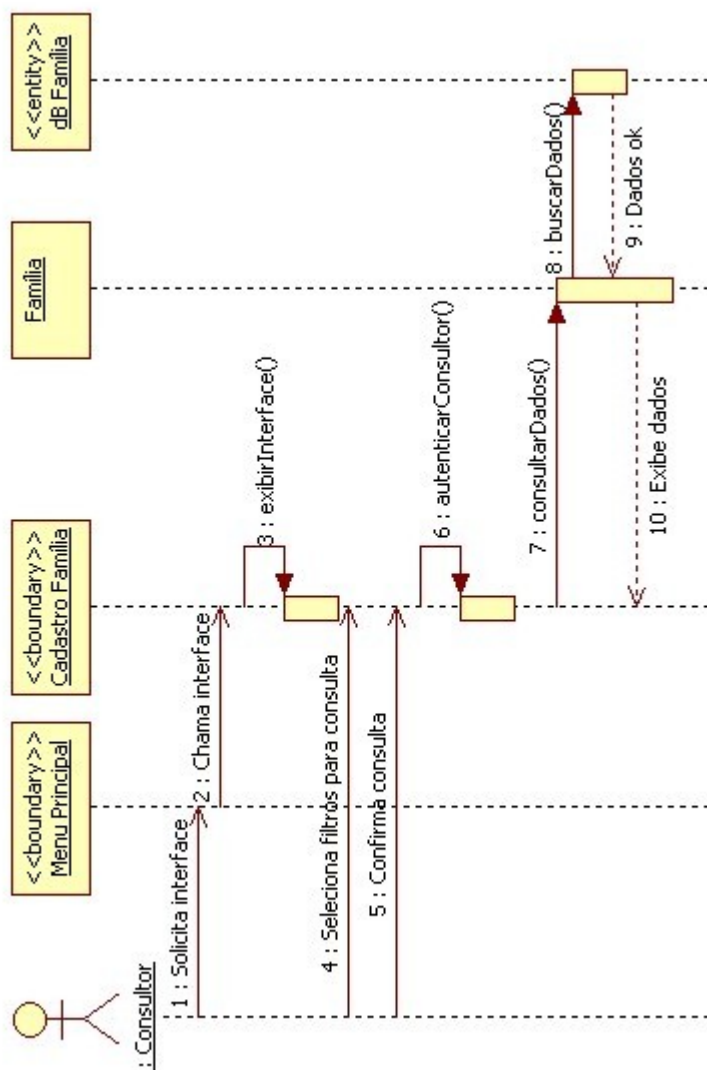 : Consultor
<<boundary>>
Menu Principal
<<boundary>>
Cadastro Família
Família
<<entity>>
dB Família
1 : Solicita interface
2 : Chama interface
3 : exibirInterface()
4 : Seleciona filtros para consulta
5 : Confirma consulta
6 : autenticarConsultor()
7 : consultarDados()
8 : buscarDados()
9 : Dados ok
10 : Exibe dados